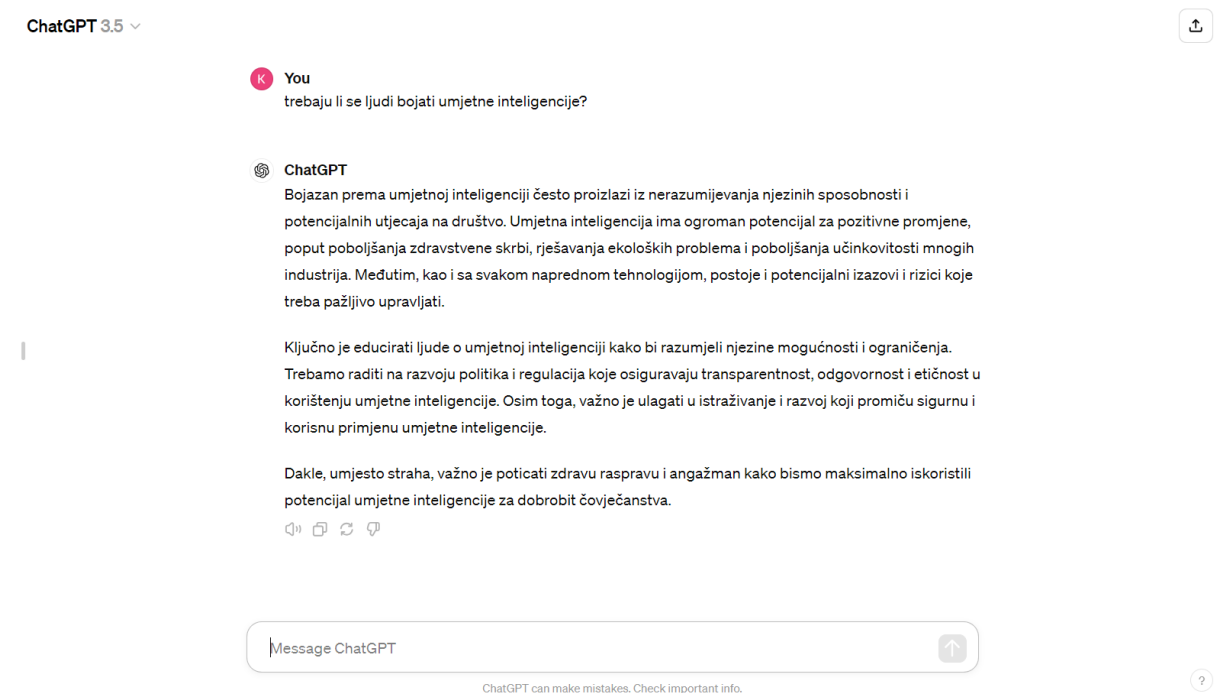 ChatGPT 3.5
K
You
trebaju li se ljudi bojati umjetne inteligencije?
ChatGPT
Bojazan prema umjetnoj inteligenciji često proizlazi iz nerazumijevanja njezinih sposobnosti i
potencijalnih utjecaja na društvo. Umjetna inteligencija ima ogroman potencijal za pozitivne promjene,
poput poboljšanja zdravstvene skrbi, rješavanja ekoloških problema i poboljšanja učinkovitosti mnogih
industrija. Međutim, kao i sa svakom naprednom tehnologijom, postoje i potencijalni izazovi i rizici koje
treba pažljivo upravljati.
Ključno je educirati ljude o umjetnoj inteligenciji kako bi razumjeli njezine mogućnosti i ograničenja.
Trebamo raditi na razvoju politika i regulacija koje osiguravaju transparentnost, odgovornost i etičnost u
korištenju umjetne inteligencije. Osim toga, važno je ulagati u istraživanje i razvoj koji promiču sigurnu i
korisnu primjenu umjetne inteligencije.
Dakle, umjesto straha, važno je poticati zdravu raspravu i angažman kako bismo maksimalno iskoristili
potencijal umjetne inteligencije za dobrobit čovječanstva.
Message ChatGPT
ChatGPT can make mistakes. Check important info.
?